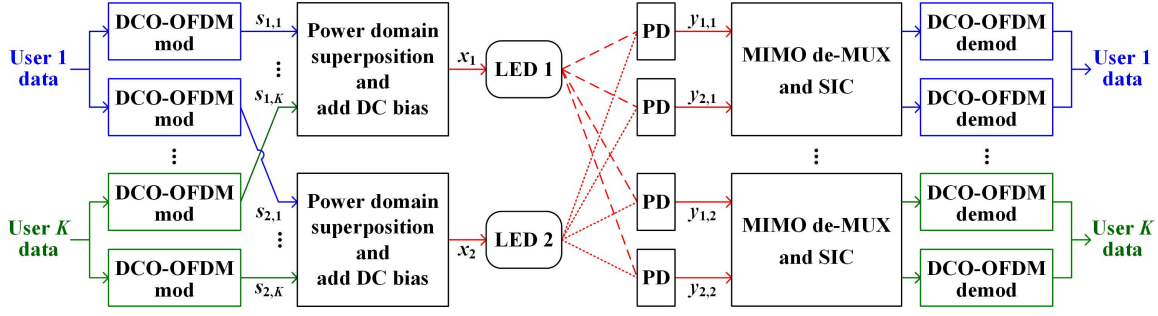 User 1
data
DCO-OFDM
mod
DCO-OFDM
mod
...
DCO-OFDM
mod
DCO-OFDM
mod
User K
data
s1,1
...
s1,K
s2,1
...
s2,K
Power domain
superposition
and
add DC bias
Power domain
superposition
and
add DC bias
x1
x2
LED 1
LED 2
PD
PD
PD
PD
y1,1
y2,1
y1,2
y2,2
MIMO de-MUX
and SIC
...
MIMO de-MUX
and SIC
DCO-OFDM
demod
DCO-OFDM
demod
...
DCO-OFDM
demod
DCO-OFDM
demod
User 1
data
User K
data